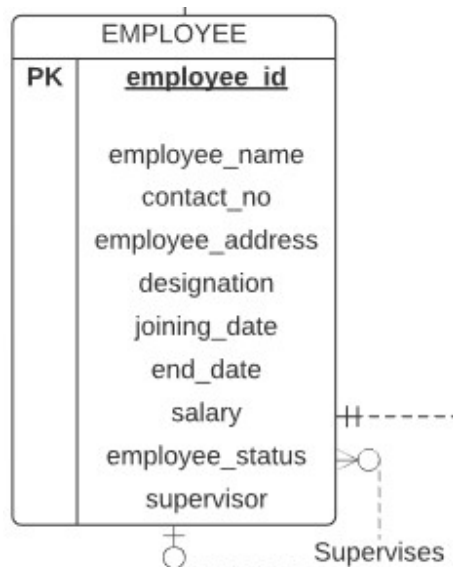 EMPLOYEE
PK employee_id
employee_name
contact_no
employee_address
designation
joining_date
end_date
salary
employee_status
supervisor
Supervises